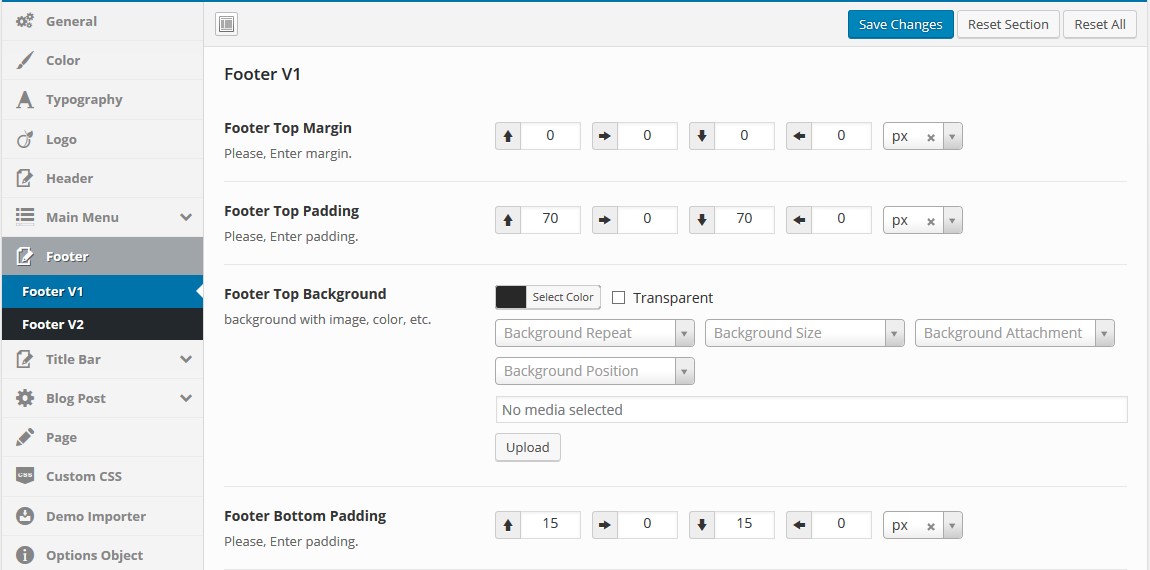 General
Color
Typography
Logo
Header
Main Menu
Footer
Footer V1
Footer V2
Title Bar
Blog Post
Page
CSS Custom CSS
Demo Importer
Options Object
Save Changes Reset Section Reset All
Footer V1
Footer Top Margin
Please, Enter margin.
0 0 0 0 px
Footer Top Padding
Please, Enter padding.
70 0 70 0 px
Footer Top Background
background with image, color, etc.
Select Color Transparent
Background Repeat Background Size Background Attachment
Background Position
No media selected
Upload
Footer Bottom Padding
Please, Enter padding.
15 0 15 0 px